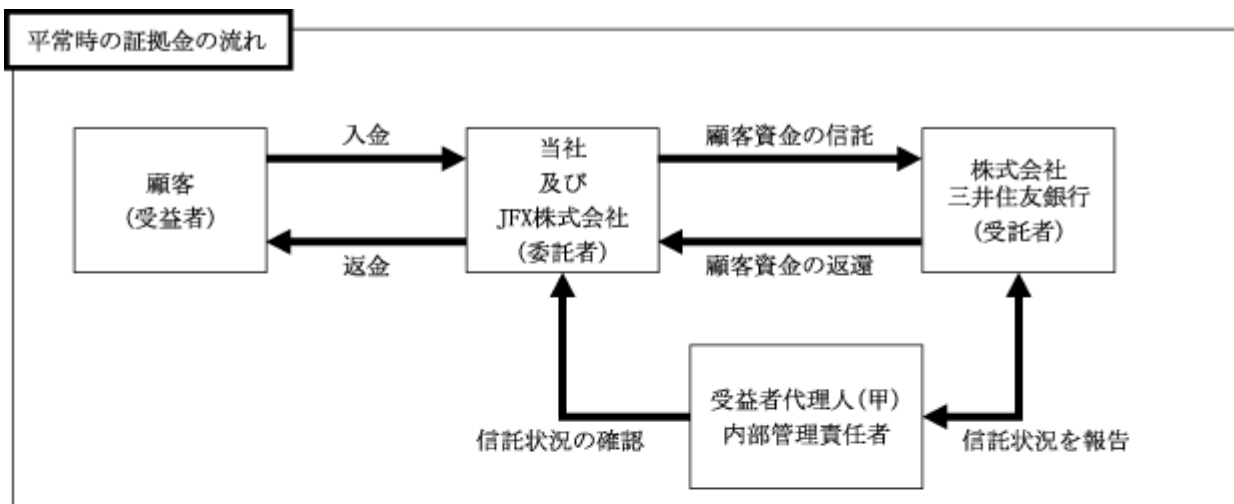 平常時の証拠金の流れ
入金
顧客資金の信託
顧客
(受益者)
当社
及び
JFX株式会社
(委託者)
株式会社
三井住友銀行
(受託者)
返金
顧客資金の返還
受益者代理人(甲)
内部管理責任者
信託状況の確認
信託状況を報告